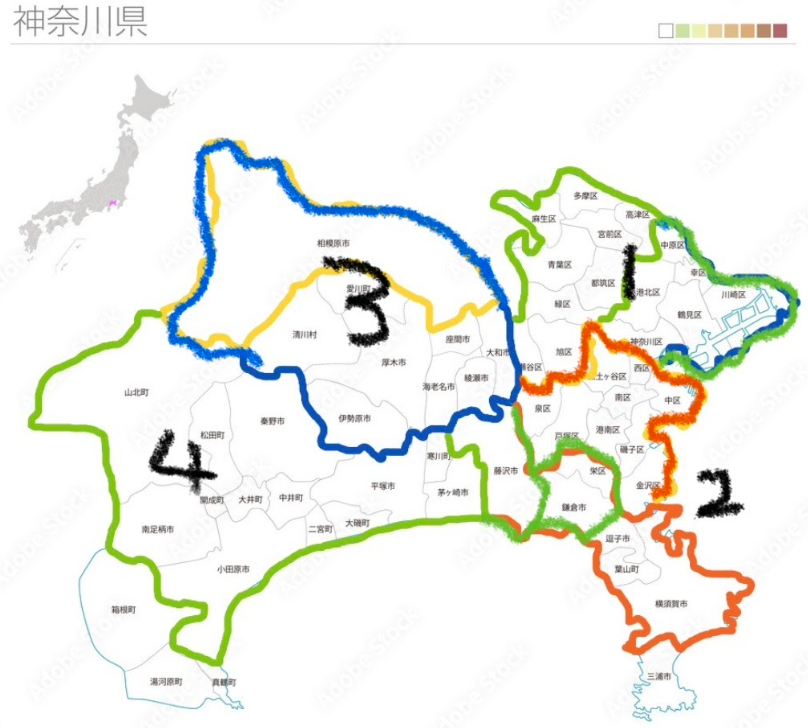 神奈川県
多摩区
麻生区
高津区
宮前区
中原区
青葉区
幸区
都筑区
川崎区
港北区
緑区
鶴見区
1
相模原市
愛川町
3
清川村
座間市
神奈川区
大和市
旭区
瀬谷区
厚木市
西区
保土ヶ谷区
綾瀬市
海老名市
山北町
南区
中区
泉区
秦野市
伊勢原市
港南区
松田町
戸塚区
磯子区
4
寒川町
藤沢市
栄区
平塚市
金沢区
2
開成町
大井町
中井町
茅ヶ崎市
鎌倉市
大磯町
二宮町
南足柄市
逗子市
小田原市
葉山町
箱根町
横須賀市
三浦市
湯河原町
真鶴町
Adobe Stock